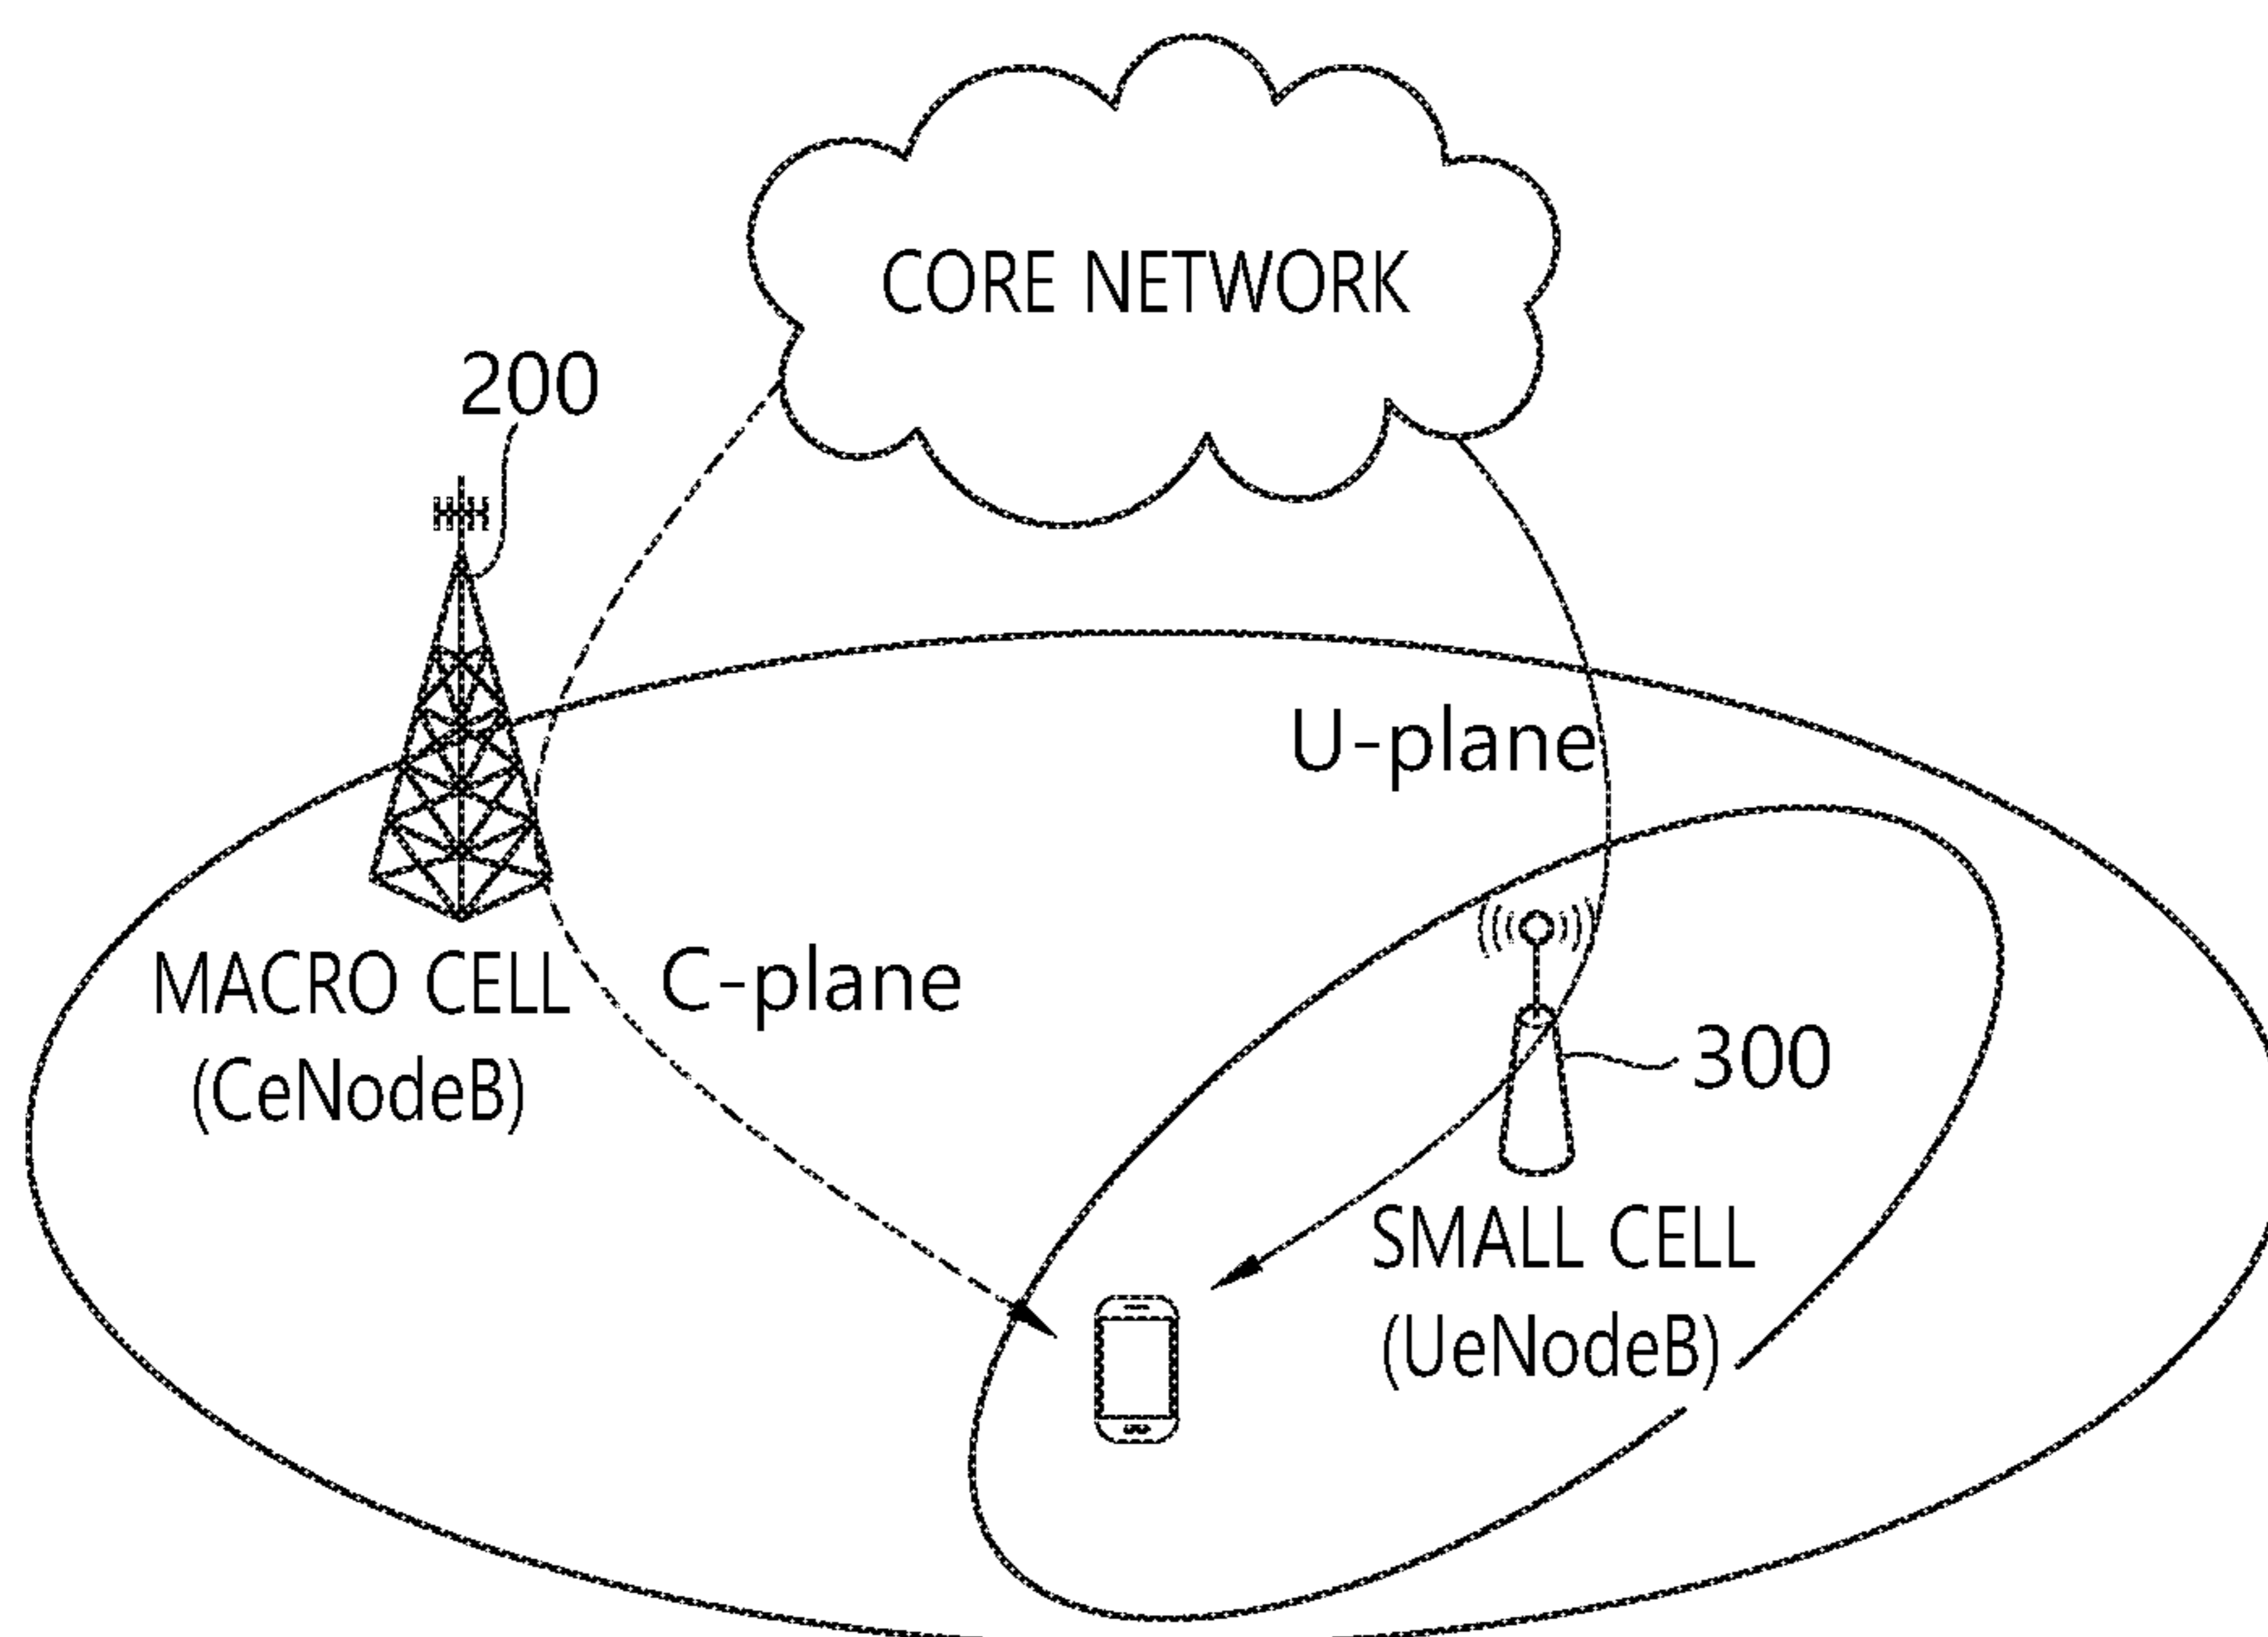 CORE NETWORK
200
U-plane
MACRO CELL
(CeNodeB)
C-plane
300
SMALL CELL
(UeNodeB)